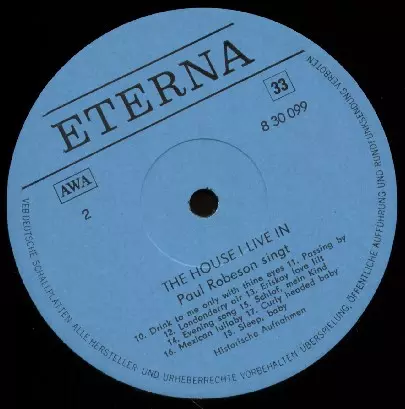 ETERNA
33
8 30 099
AWA
2
THE HOUSE I LIVE IN
Paul Robeson singt
10. Drink to me only with thine eyes 11. Passing by
12. Londonderry air 13. Eriskay love lilt
14. Evening song 15. Schlof, mein Kind
16. Mexican lullaby 17. Curly headed baby
15. Sleep, baby
Historische Aufnahmen
VEB DEUTSCHE SCHALLPLATTEN ALLE HERSTELLER- UND URHEBERRECHTE VORBEHALTEN ÜBERSPIELUNG, ÖFFENTLICHE AUFFÜHRUNG UND RUNDFUNKSENDUNG VERBOTEN